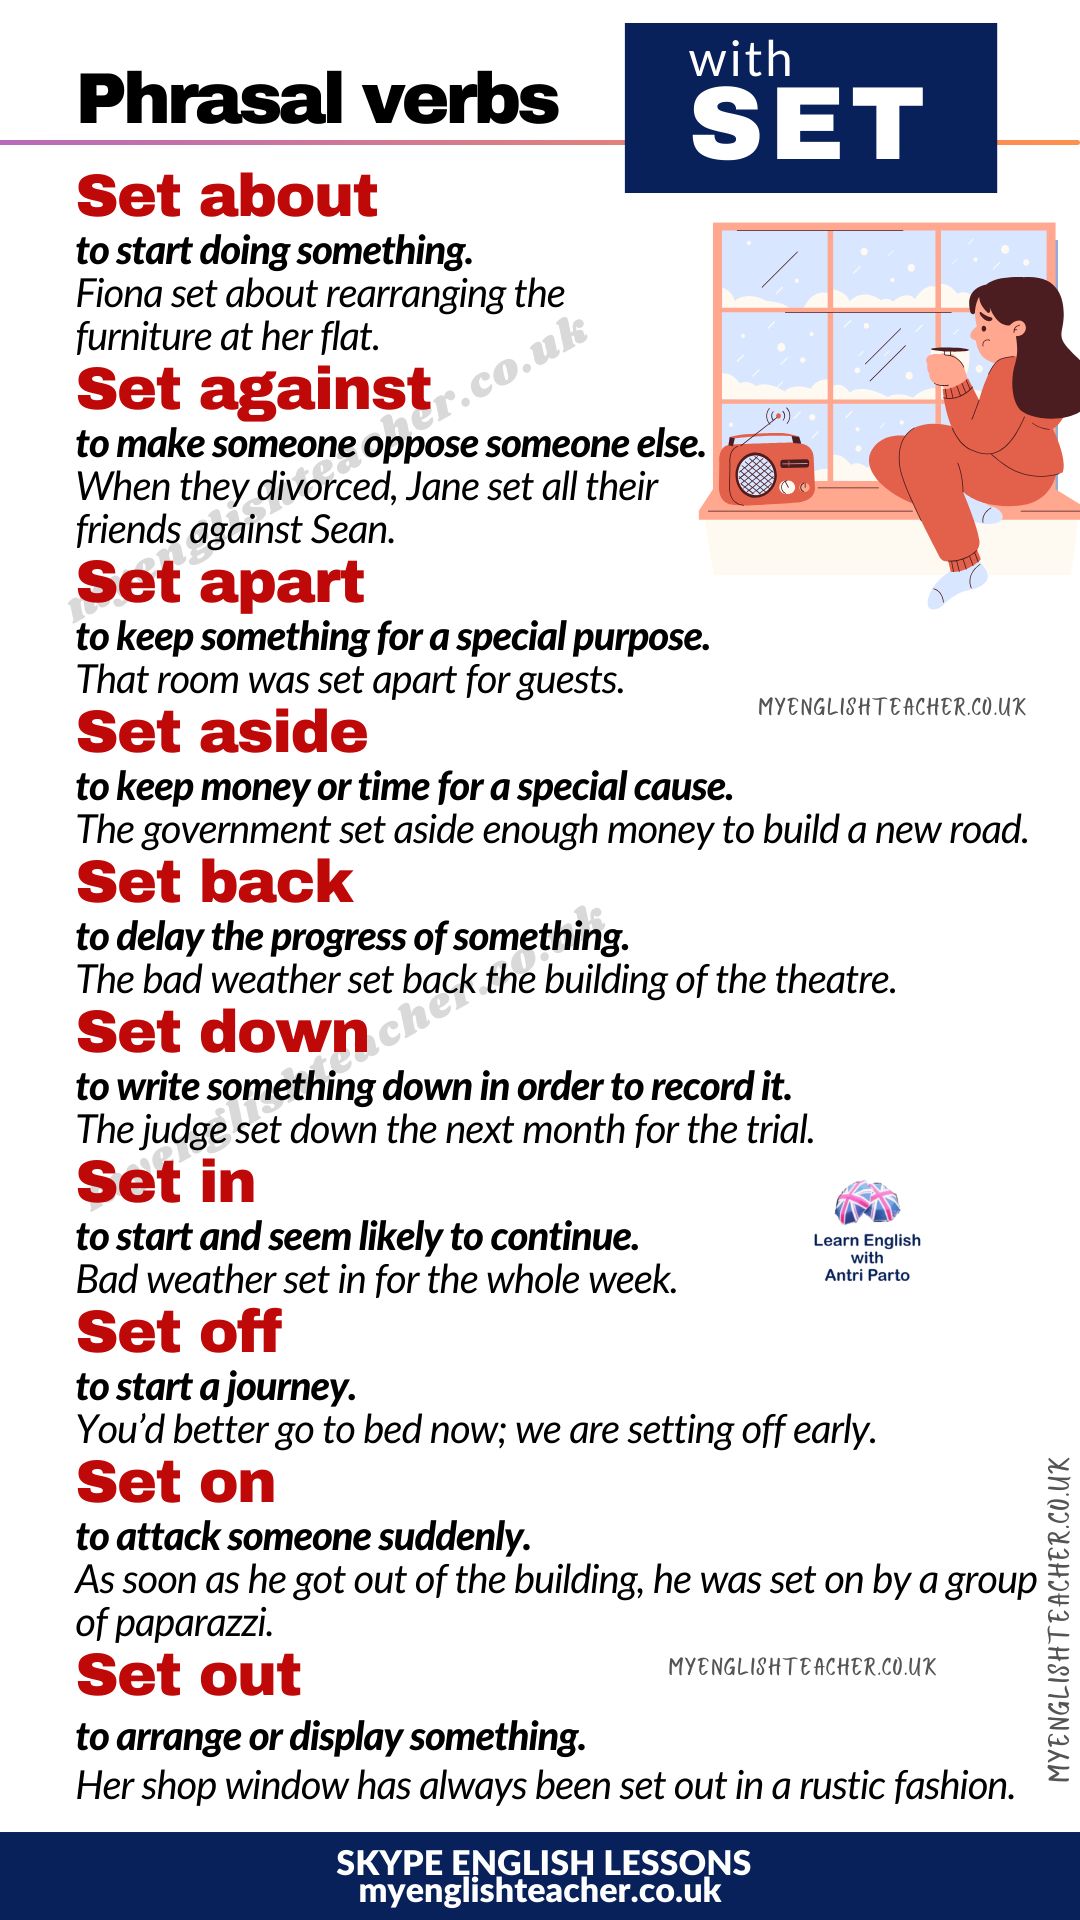 Phrasal verbs
with
SET
Set about
to start doing something.
Fiona set about rearranging the
furniture at her flat.
Set against
to make someone oppose someone else.
When they divorced, Jane set all their
friends against Sean.
myenglishteacher.co.uk
Set apart
to keep something for a special purpose.
That room was set apart for guests.
MYENGLISHTEACHER.CO.UK
Set aside
to keep money or time for a special cause.
The government set aside enough money to build a new road.
Set back
to delay the progress of something.
The bad weather set back the building of the theatre.
Set down
to write something down in order to record it.
The judge set down the next month for the trial.
myenglishteacher.co.uk
Set in
to start and seem likely to continue.
Bad weather set in for the whole week.
Learn English
with
Antri Parto
Set off
to start a journey.
You’d better go to bed now; we are setting off early.
Set on
to attack someone suddenly.
As soon as he got out of the building, he was set on by a group
of paparazzi.
MYENGLISHTEACHER.CO.UK
Set out
MYENGLISHTEACHER.CO.UK
to arrange or display something.
Her shop window has always been set out in a rustic fashion.
SKYPE ENGLISH LESSONS
myenglishteacher.co.uk